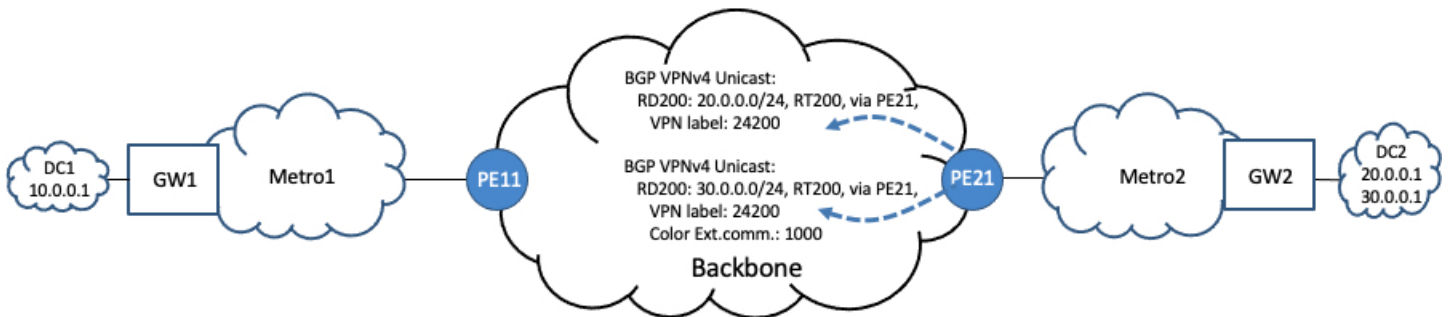 DC1
10.0.0.1
GW1
Metro1
PE11
BGP VPNv4 Unicast:
RD200: 20.0.0.0/24, RT200, via PE21,
VPN label: 24200
BGP VPNv4 Unicast:
RD200: 30.0.0.0/24, RT200, via PE21,
VPN label: 24200
Color Ext.comm.: 1000
Backbone
PE21
Metro2
GW2
DC2
20.0.0.1
30.0.0.1